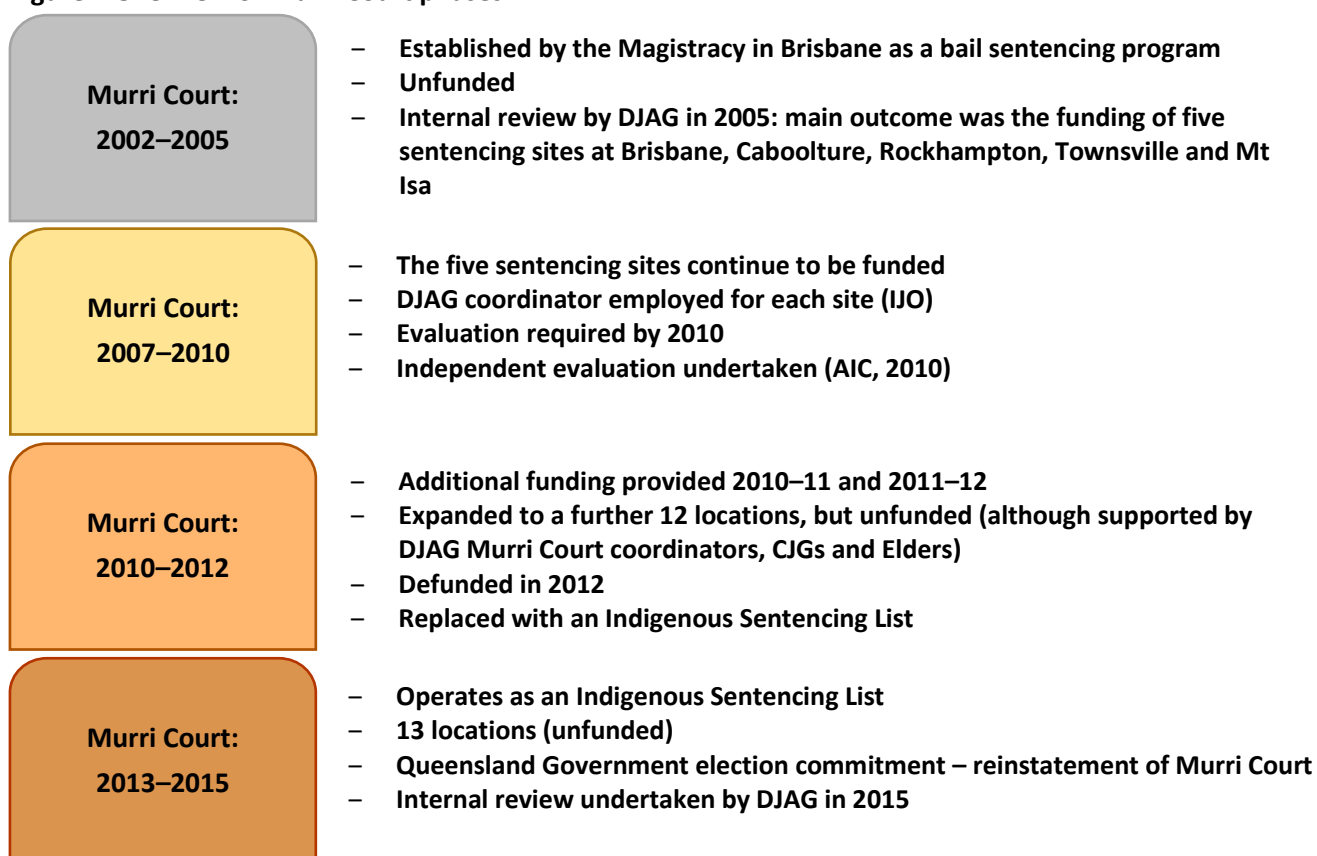 Murri Court:
2002–2005
– Established by the Magistracy in Brisbane as a bail sentencing program
– Unfunded
– Internal review by DJAG in 2005: main outcome was the funding of five
sentencing sites at Brisbane, Caboolture, Rockhampton, Townsville and Mt
Isa
Murri Court:
2007–2010
– The five sentencing sites continue to be funded
– DJAG coordinator employed for each site (IJO)
– Evaluation required by 2010
– Independent evaluation undertaken (AIC, 2010)
Murri Court:
2010–2012
– Additional funding provided 2010–11 and 2011–12
– Expanded to a further 12 locations, but unfunded (although supported by
DJAG Murri Court coordinators, CJGs and Elders)
– Defunded in 2012
– Replaced with an Indigenous Sentencing List
Murri Court:
2013–2015
– Operates as an Indigenous Sentencing List
– 13 locations (unfunded)
– Queensland Government election commitment – reinstatement of Murri Court
– Internal review undertaken by DJAG in 2015